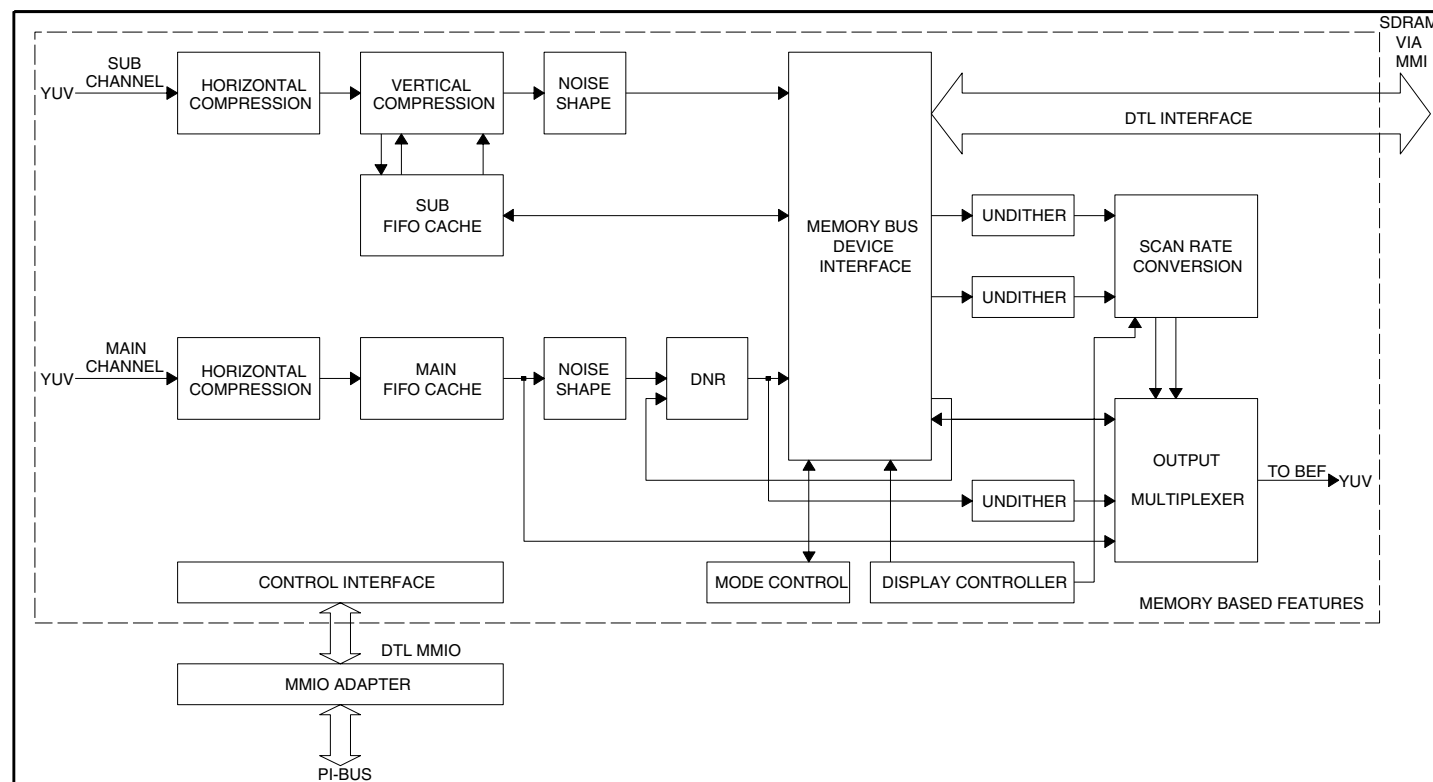 SDRAM
VIA
MMI
SUB
CHANNEL
YUV
HORIZONTAL
COMPRESSION
VERTICAL
COMPRESSION
NOISE
SHAPE
DTL INTERFACE
SUB
FIFO CACHE
MEMORY BUS
DEVICE
INTERFACE
UNDITHER
SCAN RATE
CONVERSION
UNDITHER
MAIN
CHANNEL
YUV
HORIZONTAL
COMPRESSION
MAIN
FIFO CACHE
NOISE
SHAPE
DNR
OUTPUT
MULTIPLEXER
TO BEF
YUV
UNDITHER
CONTROL INTERFACE
MODE CONTROL
DISPLAY CONTROLLER
MEMORY BASED FEATURES
DTL MMIO
MMIO ADAPTER
PI-BUS